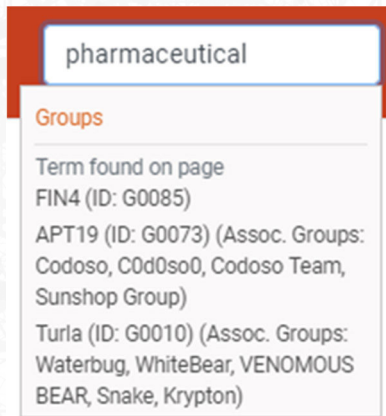 pharmaceutical
Groups
Term found on page
FIN4 (ID: G0085)
APT19 (ID: G0073) (Assoc. Groups:
Codoso, C0d0so0, Codoso Team,
Sunshop Group)
Turla (ID: G0010) (Assoc. Groups:
Waterbug, WhiteBear, VENOMOUS
BEAR, Snake, Krypton)